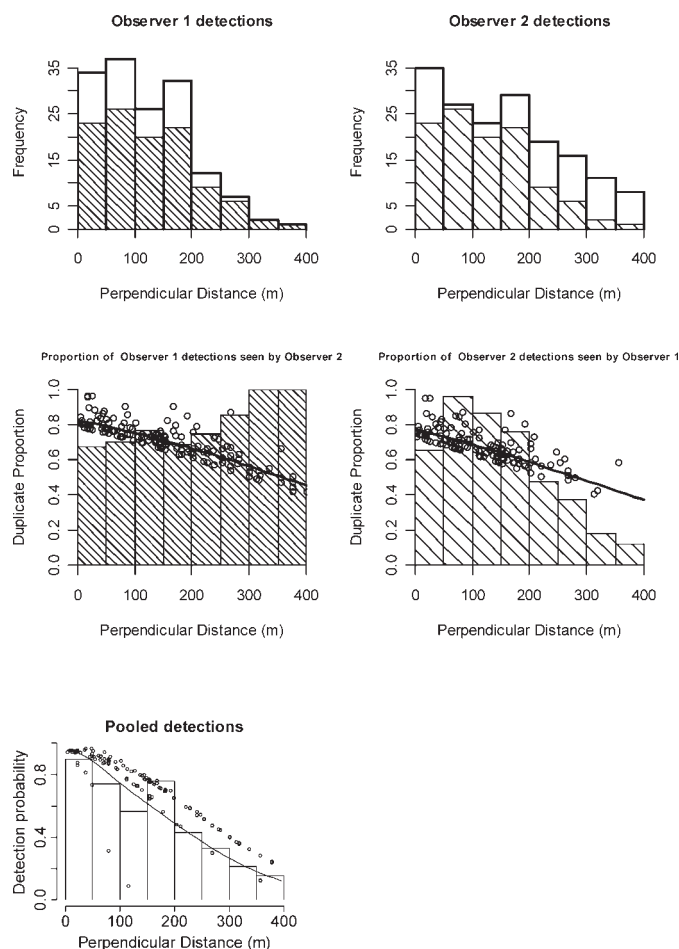 Observer 1 detections
Frequency
35
25
15
5
0
0 100 200 300 400
Perpendicular Distance (m)
Observer 2 detections
Frequency
35
25
15
5
0
0 100 200 300 400
Perpendicular Distance (m)
Proportion of Observer 1 detections seen by Observer 2
Duplicate Proportion
1.0
0.8
0.6
0.4
0.2
0.0
0 100 200 300 400
Perpendicular Distance (m)
Proportion of Observer 2 detections seen by Observer 1
Duplicate Proportion
1.0
0.8
0.6
0.4
0.2
0.0
0 100 200 300 400
Perpendicular Distance (m)
Pooled detections
Detection probability
0.8
0.4
0.0
0 100 200 300 400
Perpendicular Distance (m)